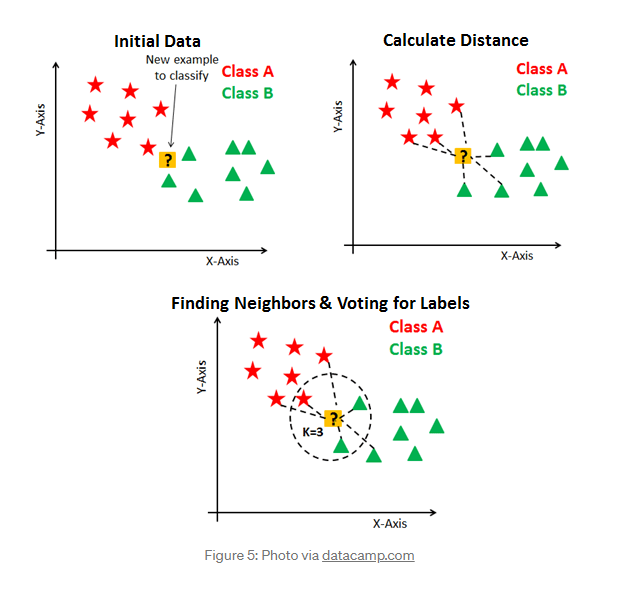 Initial Data
New example
to classify
Class A
Class B
Y-Axis
?
X-Axis
Calculate Distance
Class A
Class B
Y-Axis
?
X-Axis
Finding Neighbors & Voting for Labels
Class A
Class B
Y-Axis
?
K=3
X-Axis
Figure 5: Photo via datacamp.com